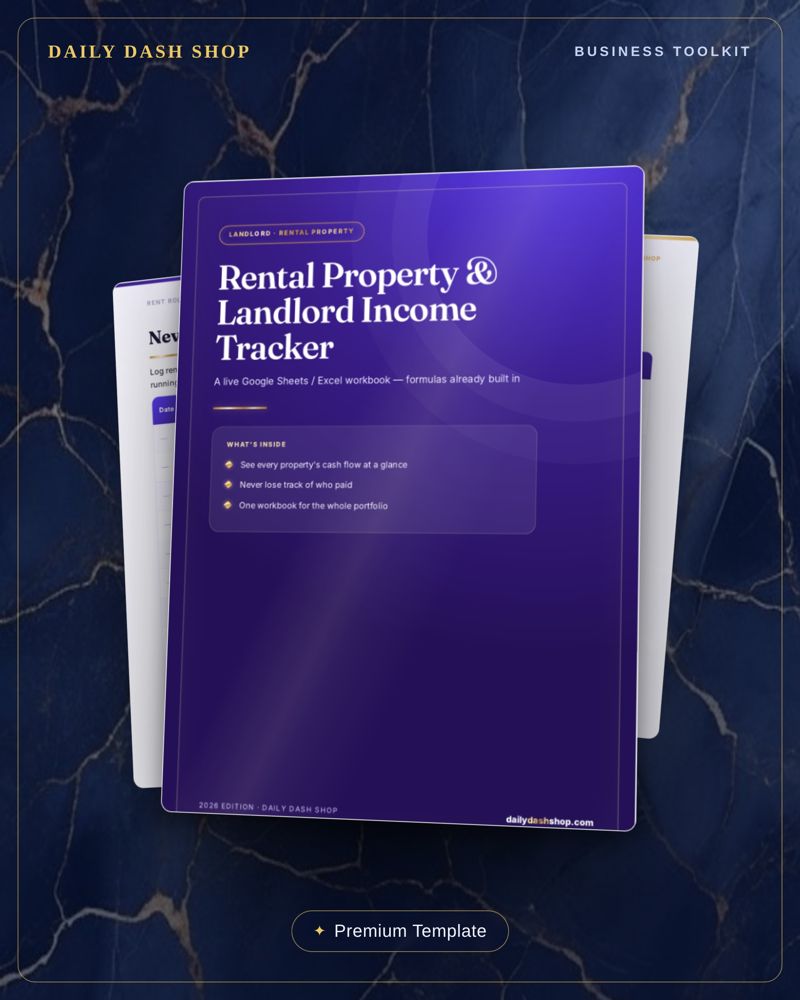 DAILY DASH SHOP
BUSINESS TOOLKIT
LANDLORD · RENTAL PROPERTY
Rental Property &
Landlord Income
Tracker
A live Google Sheets / Excel workbook — formulas already built in
WHAT'S INSIDE
See every property's cash flow at a glance
Never lose track of who paid
One workbook for the whole portfolio
2026 EDITION · DAILY DASH SHOP
dailydashshop.com
RENT
Nev
Log ren
running
Date
HOP
✦ Premium Template